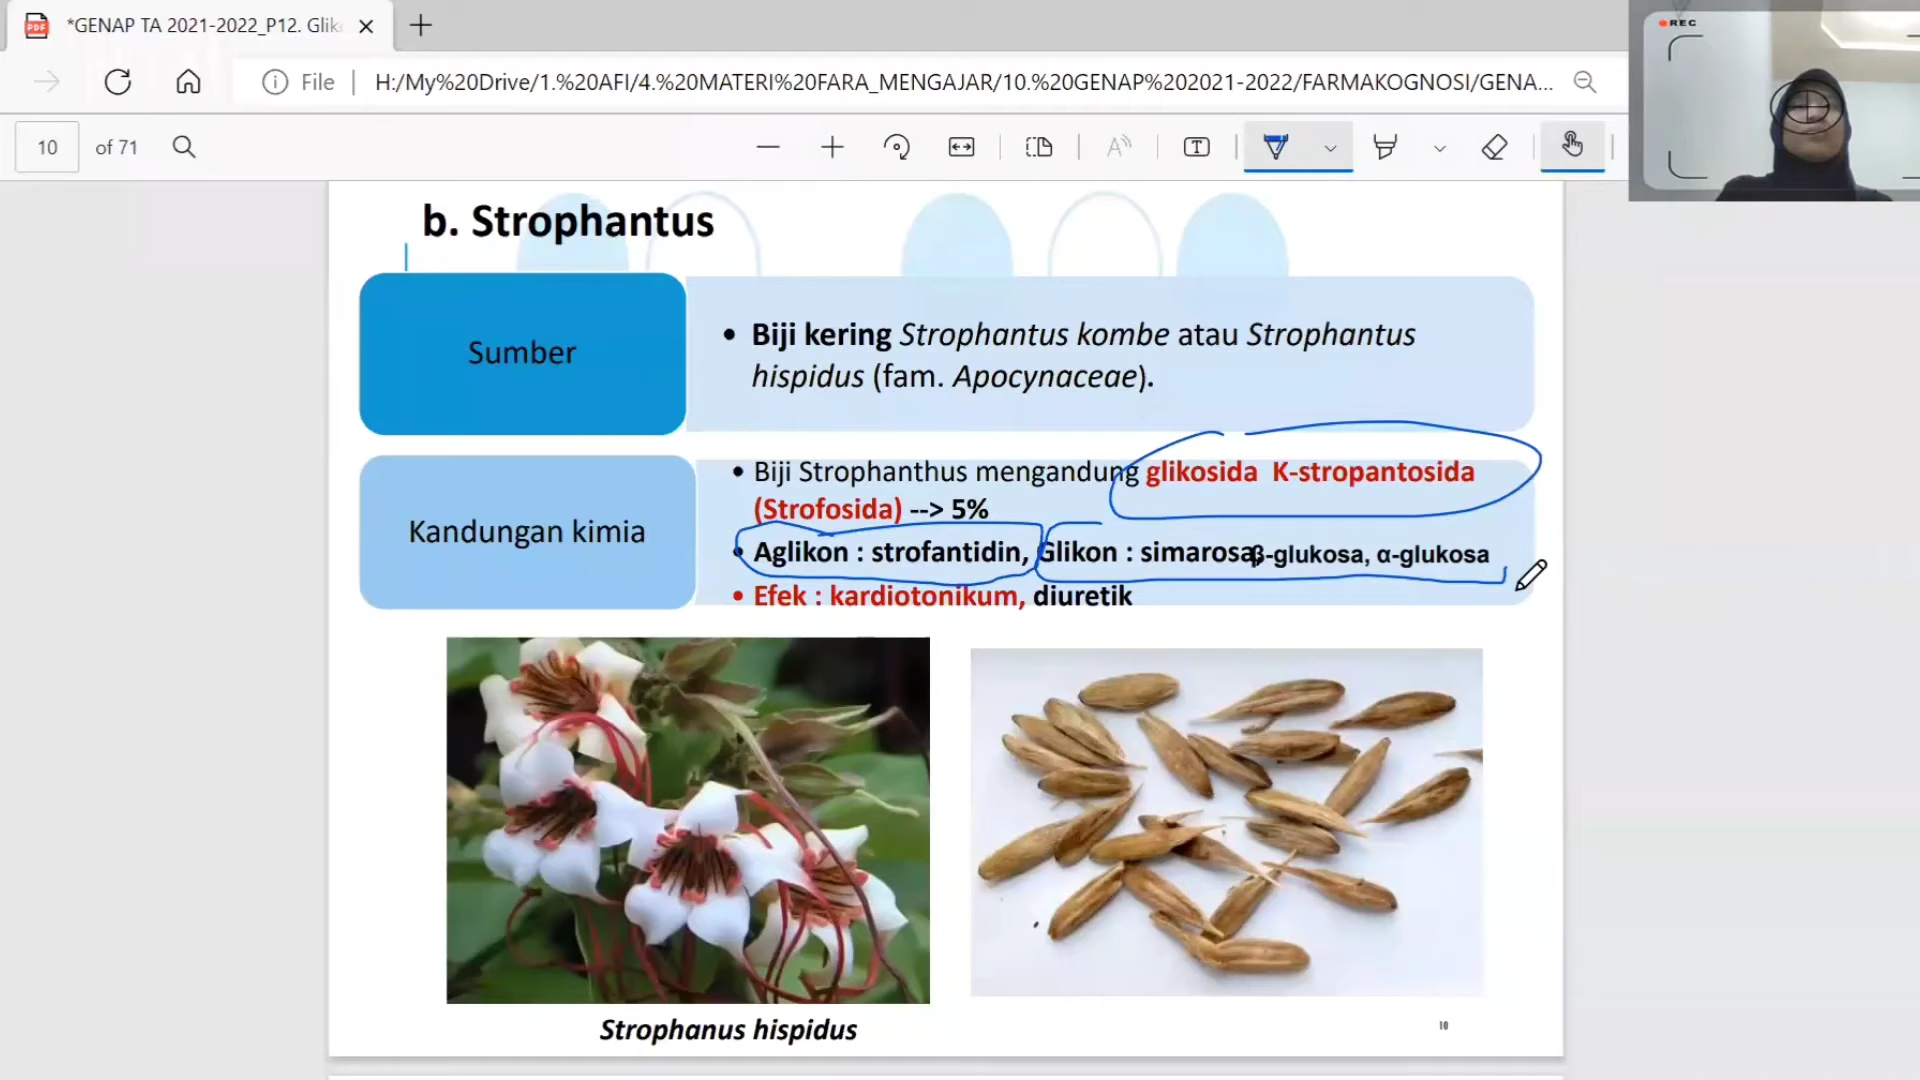 *GENAP TA 2021-2022_P12. Glik
File
H:/My%20Drive/1.%20AFI/4.%20MATERI%20FARA_MENGAJAR/10.%20GENAP%202021-2022/FARMAKOGNOSI/GENA...
REC
10 of 71
b. Strophantus
Sumber
• Biji kering Strophantus kombe atau Strophantus
hispidus (fam. Apocynaceae).
Kandungan kimia
• Biji Strophanthus mengandung glikosida K-stropantosida
(Strofosida) --> 5%
• Aglikon : strofantidin, Glikon : simarosa, β-glukosa, α-glukosa
• Efek : kardiotonikum, diuretik
Strophanus hispidus
10